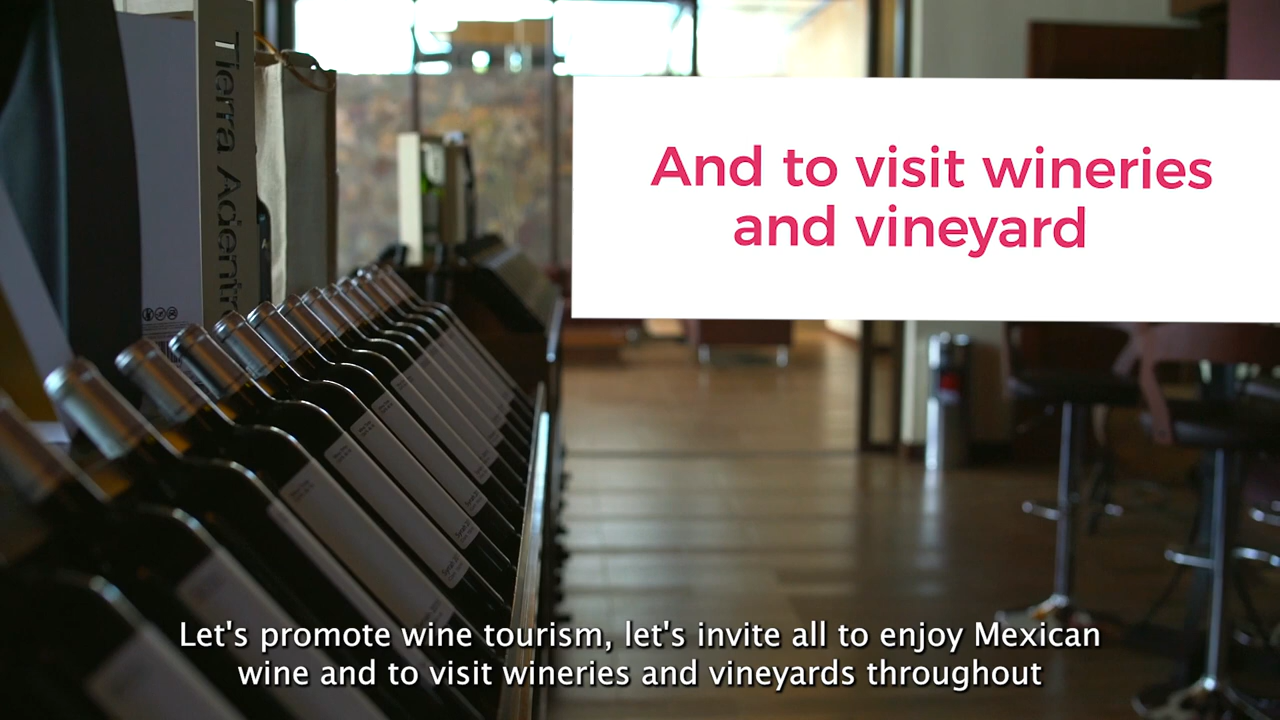 Tierra Adentr
And to visit wineries
and vineyard
Let's promote wine tourism, let's invite all to enjoy Mexican
wine and to visit wineries and vineyards throughout